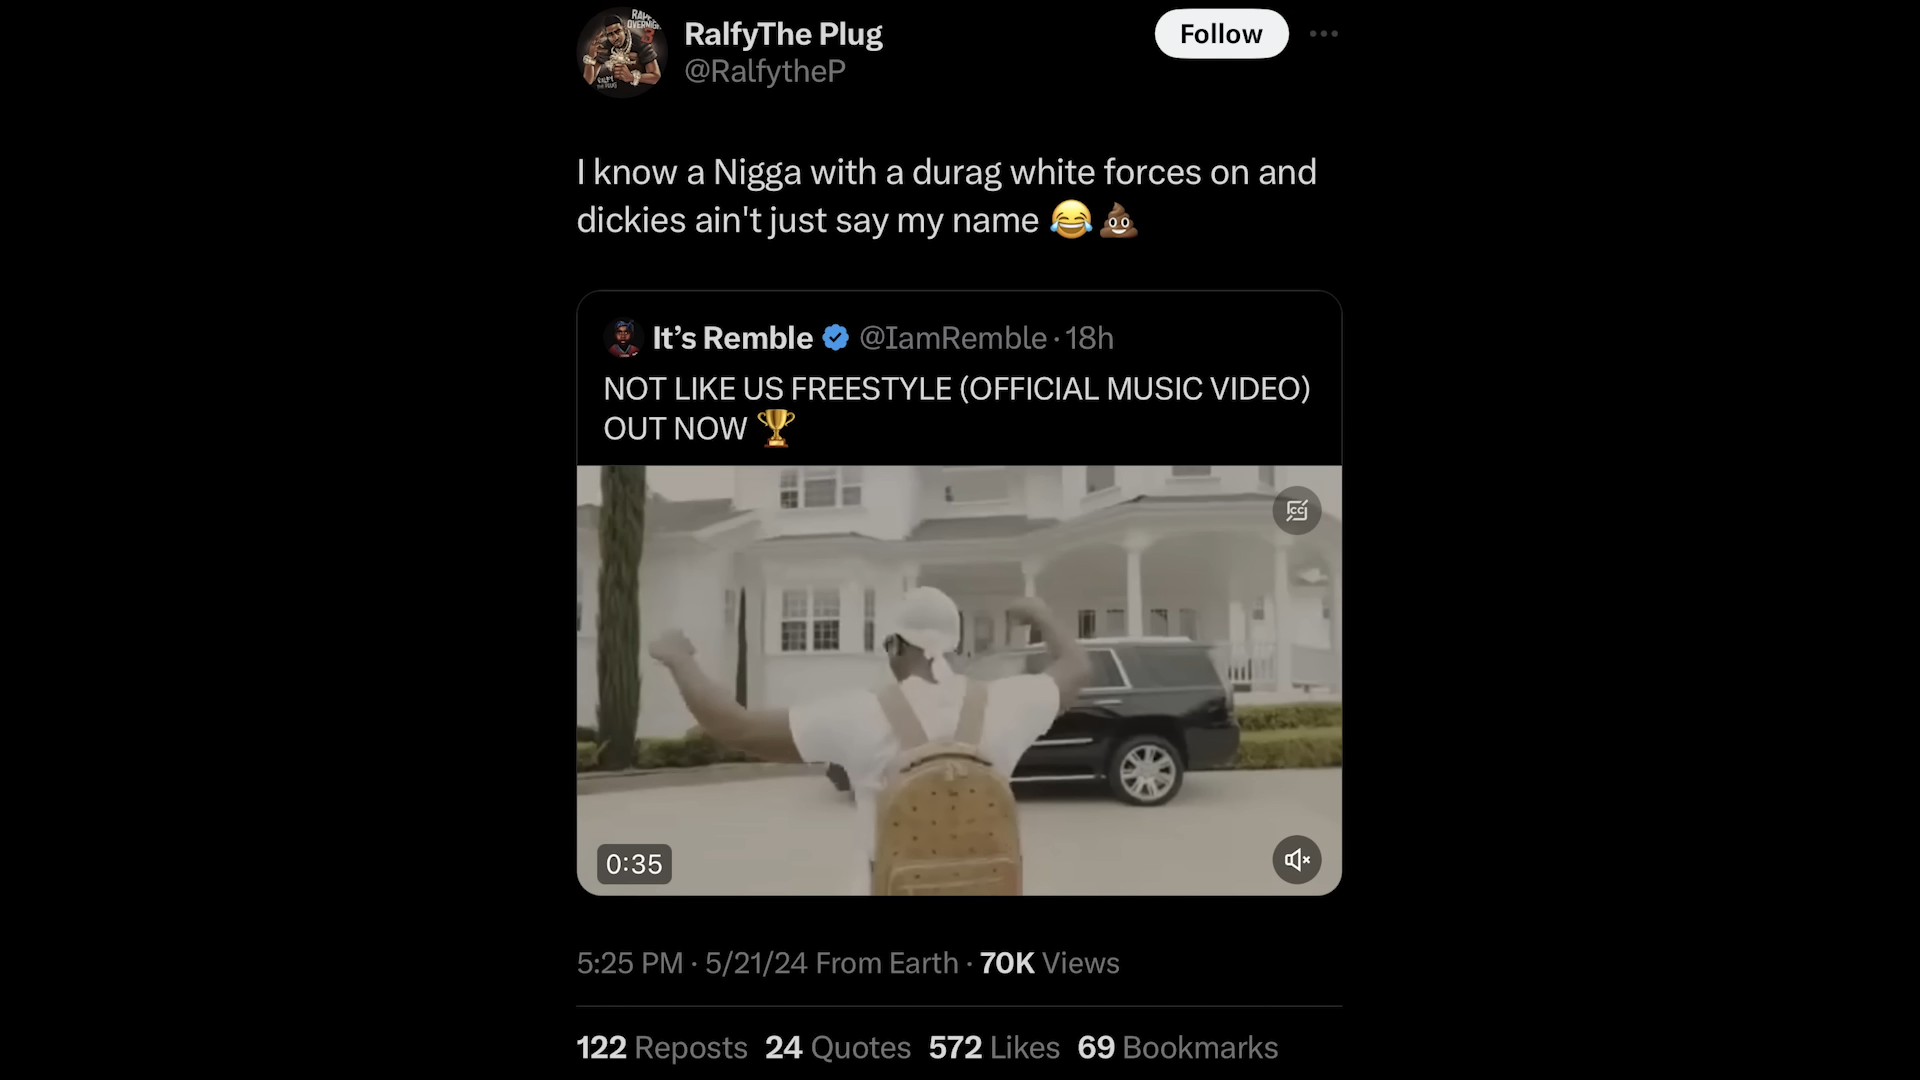 RalfyThe Plug
@RalfytheP
Follow
I know a Nigga with a durag white forces on and
dickies ain't just say my name 😂💩
It's Remble @IamRemble · 18h
NOT LIKE US FREESTYLE (OFFICIAL MUSIC VIDEO)
OUT NOW 🏆
CC
0:35
5:25 PM · 5/21/24 From Earth · 70K Views
122 Reposts 24 Quotes 572 Likes 69 Bookmarks